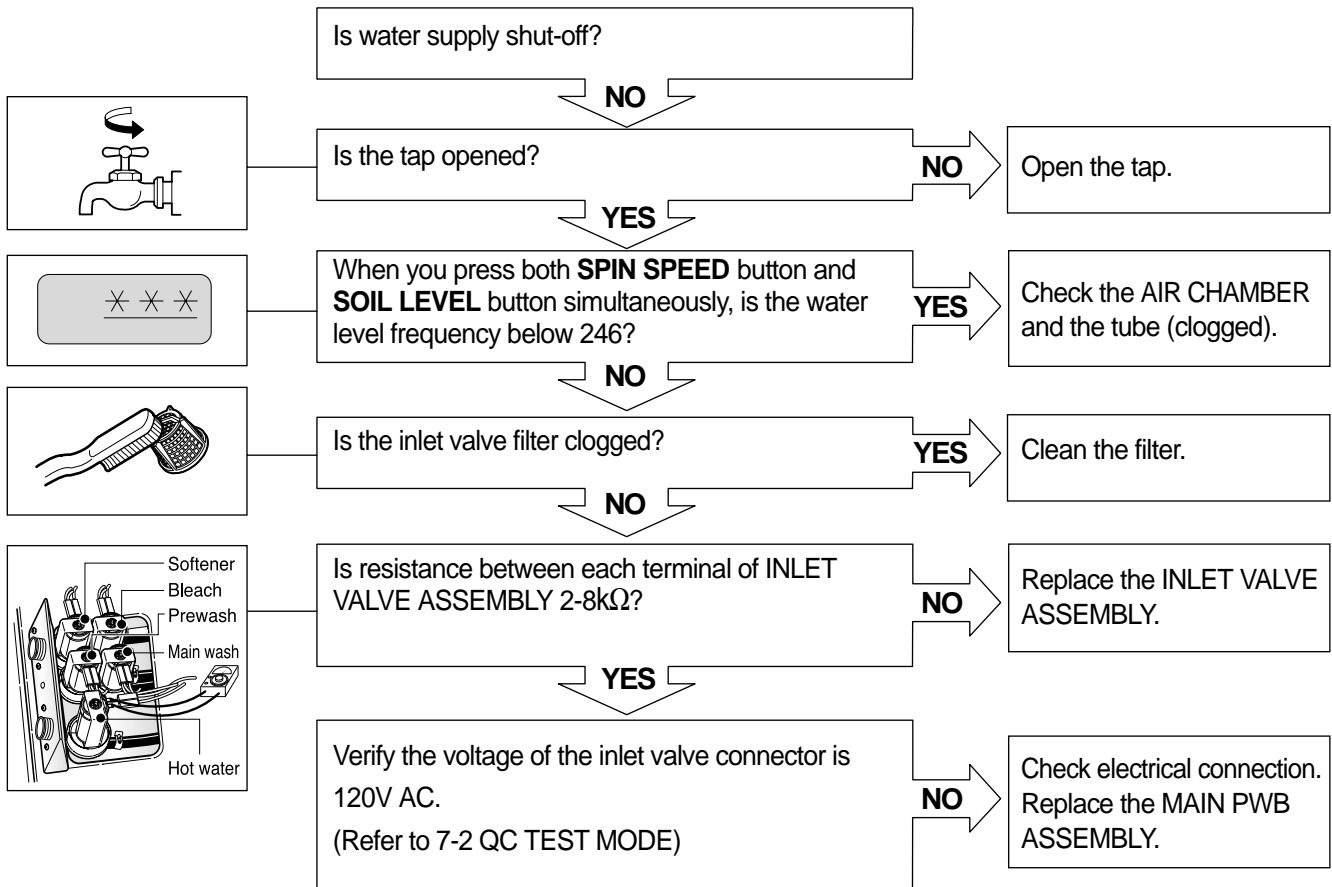 Is water supply shut-off?
NO
Is the tap opened?
NO
Open the tap.
YES
When you press both SPIN SPEED button and
SOIL LEVEL button simultaneously, is the water
level frequency below 246?
YES
Check the AIR CHAMBER
and the tube (clogged).
NO
Is the inlet valve filter clogged?
YES
Clean the filter.
NO
Softener
Bleach
Prewash
Main wash
Hot water
Is resistance between each terminal of INLET
VALVE ASSEMBLY 2-8kΩ?
NO
Replace the INLET VALVE
ASSEMBLY.
YES
Verify the voltage of the inlet valve connector is
120V AC.
(Refer to 7-2 QC TEST MODE)
NO
Check electrical connection.
Replace the MAIN PWB
ASSEMBLY.